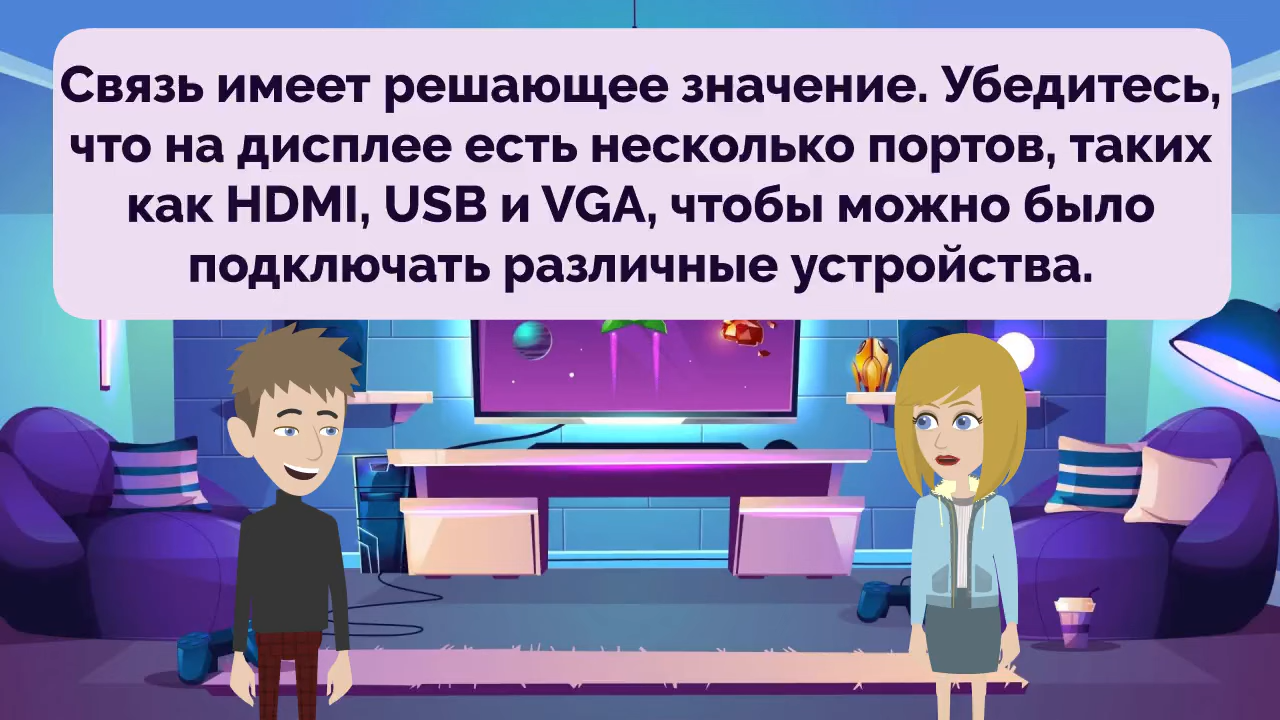 Связь имеет решающее значение. Убедитесь,
что на дисплее есть несколько портов, таких
как HDMI, USB и VGA, чтобы можно было
подключать различные устройства.